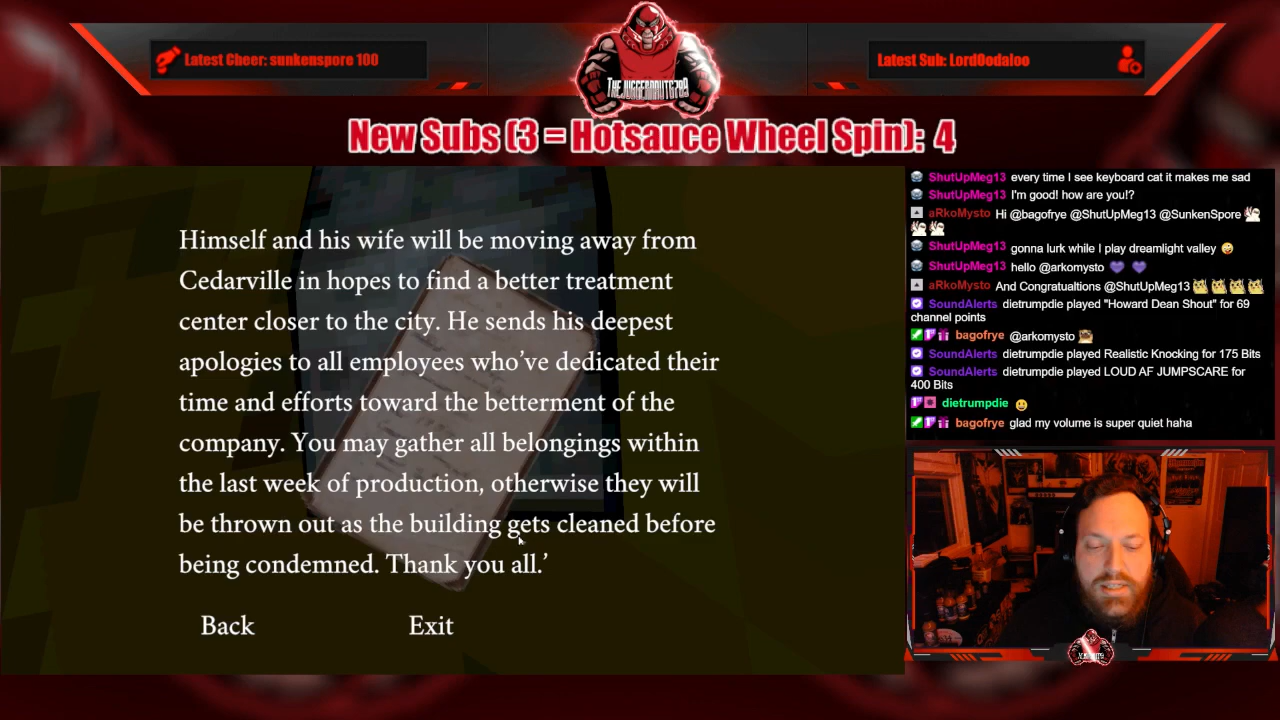 Latest Cheer: sunkenspore 100
THEJUGGERNAUT6789
Latest Sub: LordOodaloo
New Subs (3 = Hotsauce Wheel Spin): 4
Himself and his wife will be moving away from
Cedarville in hopes to find a better treatment
center closer to the city. He sends his deepest
apologies to all employees who've dedicated their
time and efforts toward the betterment of the
company. You may gather all belongings within
the last week of production, otherwise they will
be thrown out as the building gets cleaned before
being condemned. Thank you all.'
Back Exit
ShutUpMeg13 every time I see keyboard cat it makes me sad
ShutUpMeg13 I'm good! how are you!?
aRkoMysto Hi @bagofrye @ShutUpMeg13 @SunkenSpore
ShutUpMeg13 gonna lurk while I play dreamlight valley
ShutUpMeg13 hello @arkomysto
aRkoMysto And Congratualtions @ShutUpMeg13
SoundAlerts dietrumpdie played "Howard Dean Shout" for 69
channel points
bagofrye @arkomysto
SoundAlerts dietrumpdie played Realistic Knocking for 175 Bits
SoundAlerts dietrumpdie played LOUD AF JUMPSCARE for
400 Bits
dietrumpdie
bagofrye glad my volume is super quiet haha